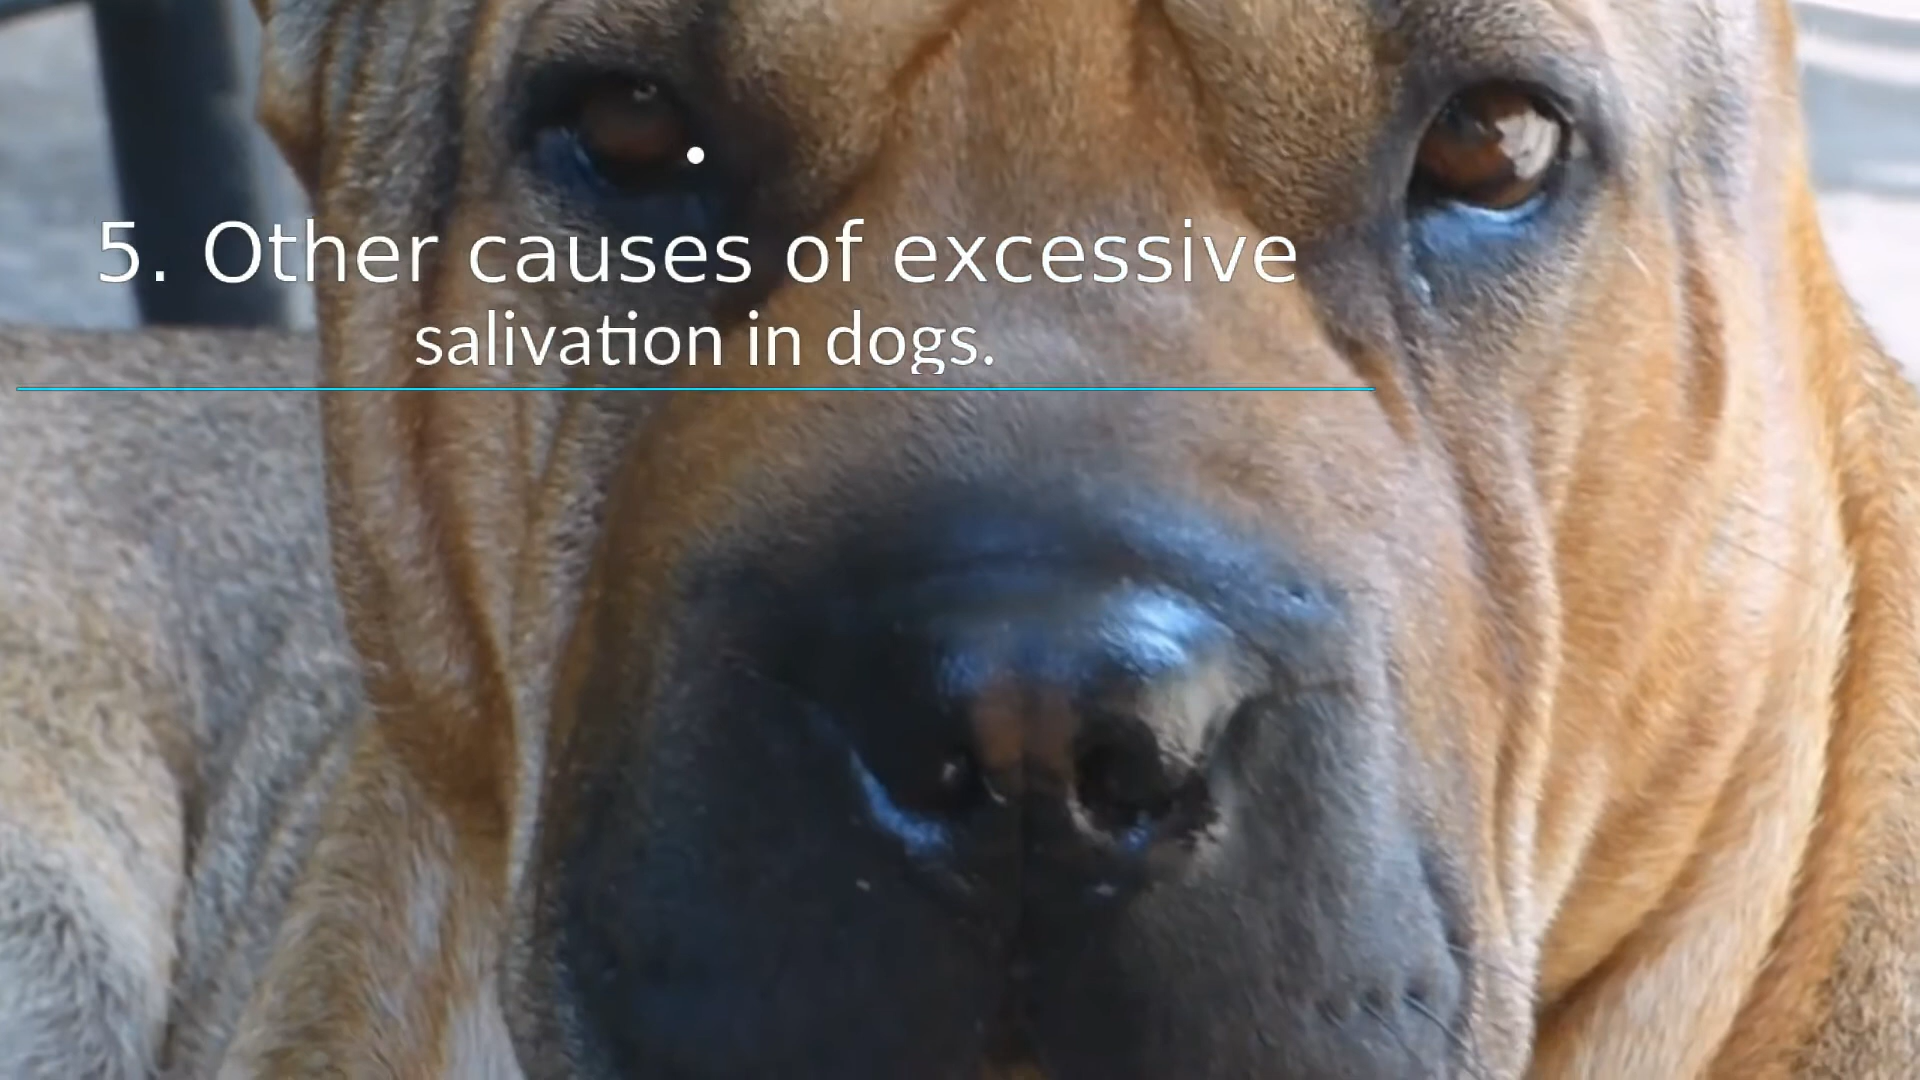 5. Other causes of excessive
salivation in dogs.